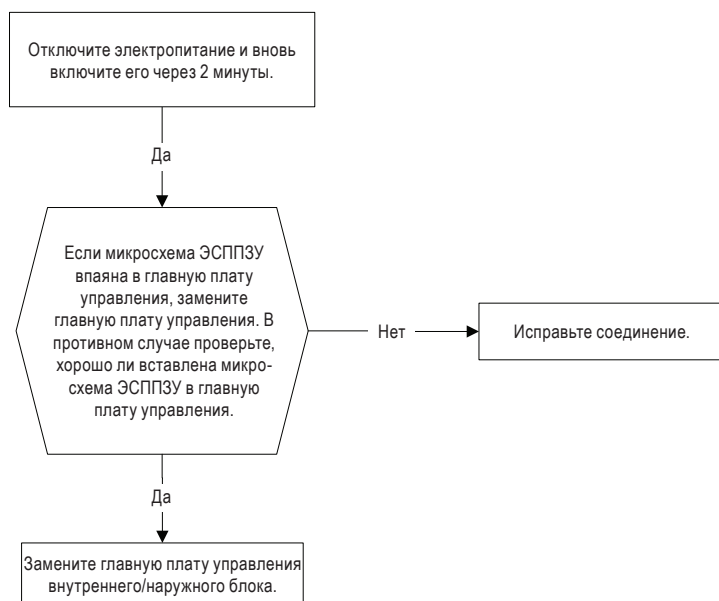 Отключите электропитание и вновь
включите его через 2 минуты.
Да
Если микросхема ЭСППЗУ
впаяна в главную плату
управления, замените
главную плату управления. В
противном случае проверьте,
хорошо ли вставлена микро-
схема ЭСППЗУ в главную
плату управления.
Нет
Исправьте соединение.
Да
Замените главную плату управления
внутреннего/наружного блока.